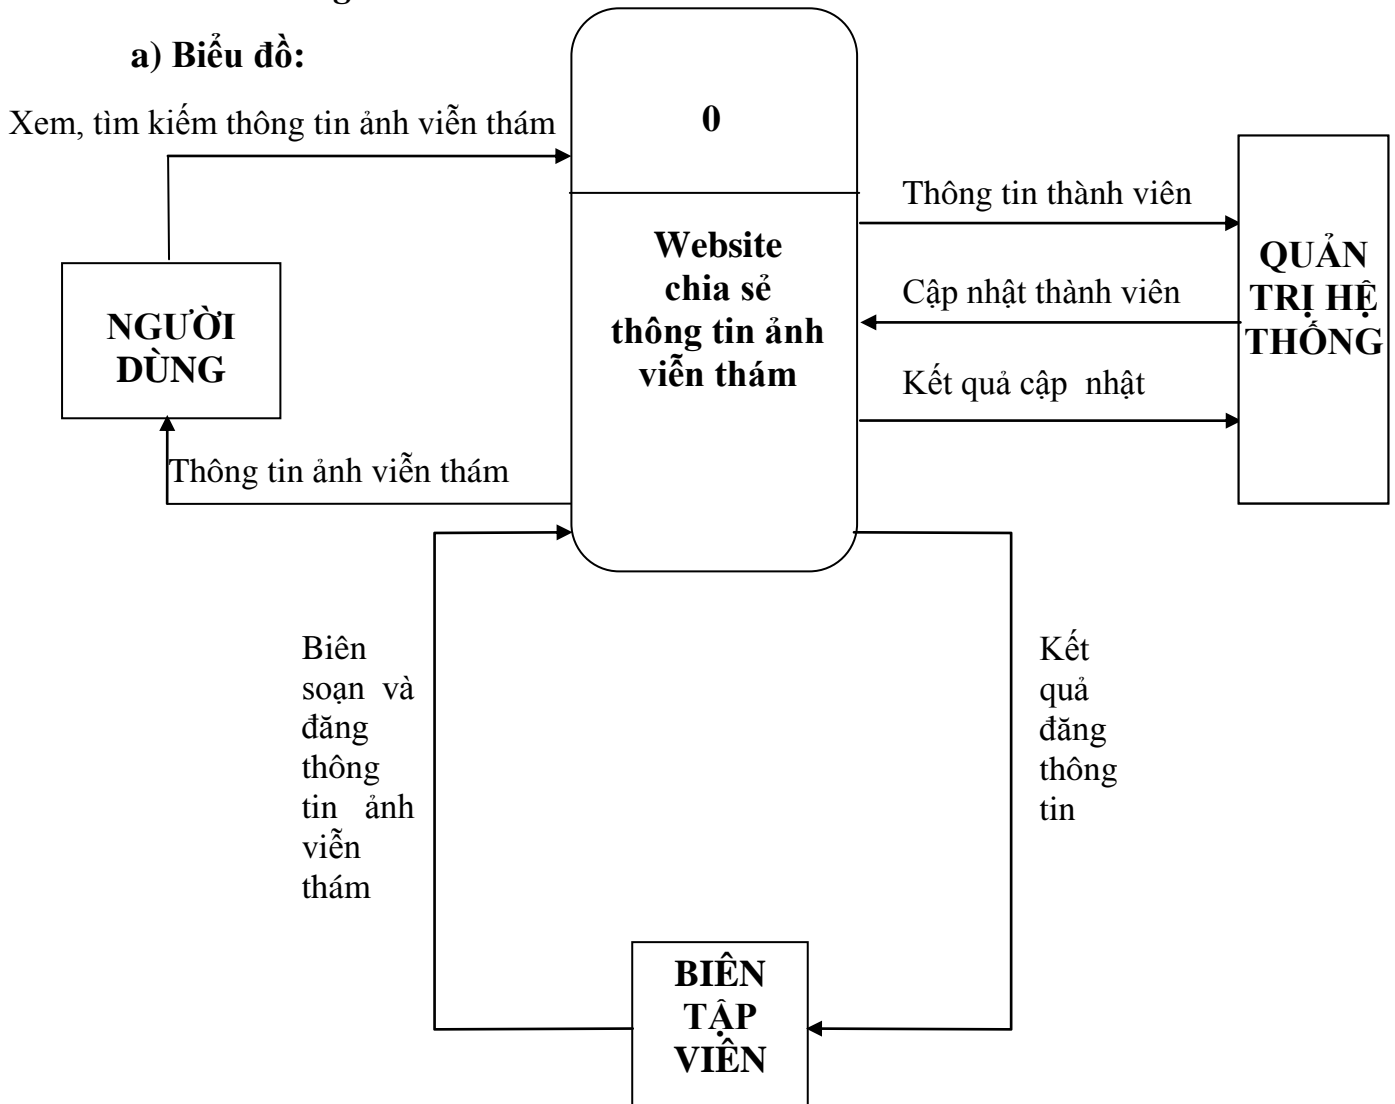 a) Biểu đồ:
Xem, tìm kiếm thông tin ảnh viễn thám
0
Thông tin thành viên
Website
chia sẻ
thông tin ảnh
viễn thám
QUẢN
TRỊ HỆ
THỐNG
Cập nhật thành viên
NGƯỜI
DÙNG
Kết quả cập nhật
Thông tin ảnh viễn thám
Biên
soạn và
đăng
thông
tin ảnh
viễn
thám
Kết
quả
đăng
thông
tin
BIÊN
TẬP
VIÊN